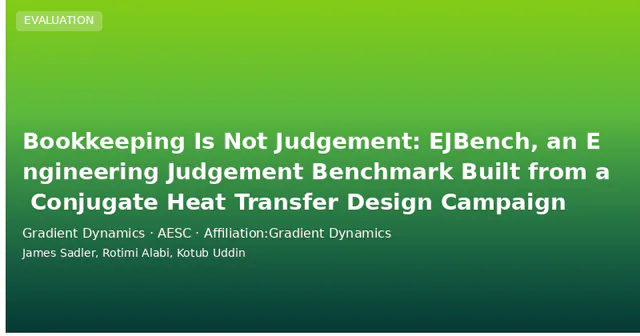 EVALUATION
Bookkeeping Is Not Judgement: EJBench, an E
ngineering Judgement Benchmark Built from a
Conjugate Heat Transfer Design Campaign
Gradient Dynamics · AESC · Affiliation:Gradient Dynamics
James Sadler, Rotimi Alabi, Kotub Uddin